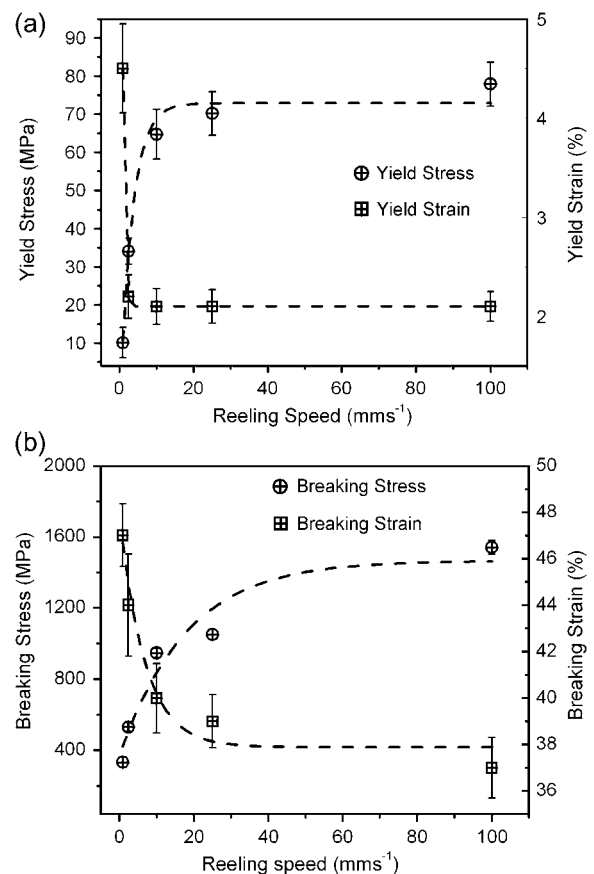 (a)
90
80
70
60
50
40
30
20
10
5
4
3
2
Yield Stress (MPa)
Yield Strain (%)
Yield Stress
Yield Strain
0 20 40 60 80 100
Reeling Speed (mms⁻¹)
(b)
2000
1600
1200
800
400
50
48
46
44
42
40
38
36
Breaking Stress (MPa)
Breaking Strain (%)
Breaking Stress
Breaking Strain
0 20 40 60 80 100
Reeling speed (mms⁻¹)